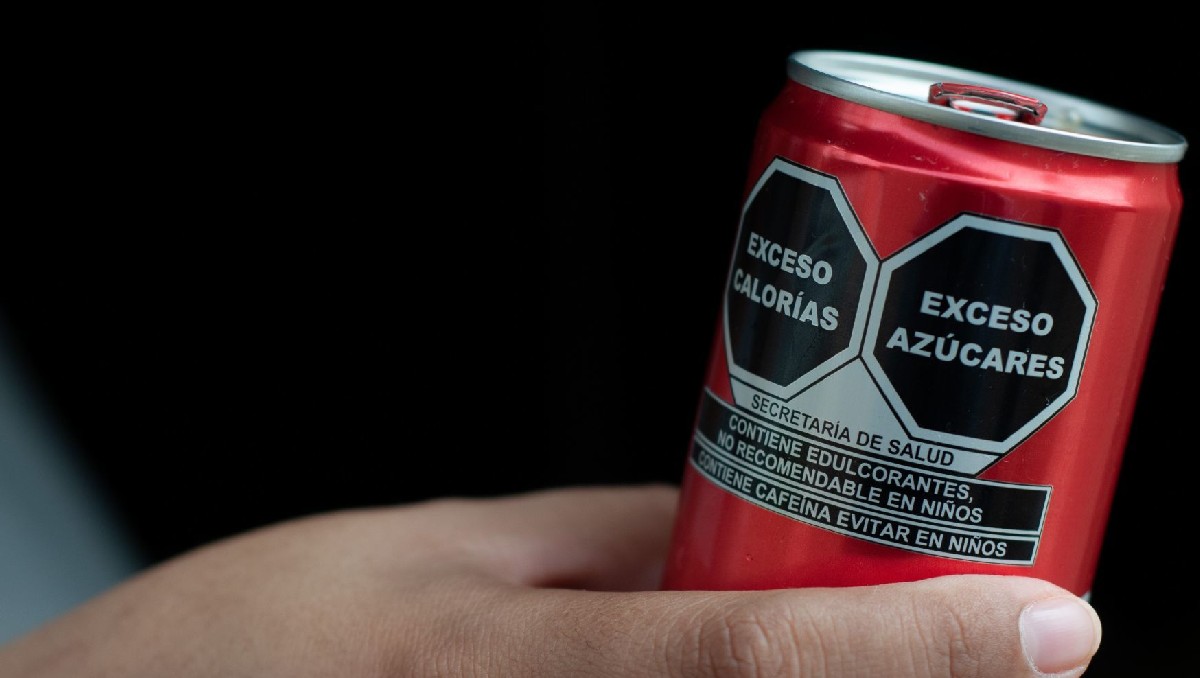 EXCESO
CALORÍAS
EXCESO
AZÚCARES
SECRETARÍA DE SALUD
CONTIENE EDULCORANTES,
NO RECOMENDABLE EN NIÑOS
CONTIENE CAFEÍNA EVITAR EN NIÑOS